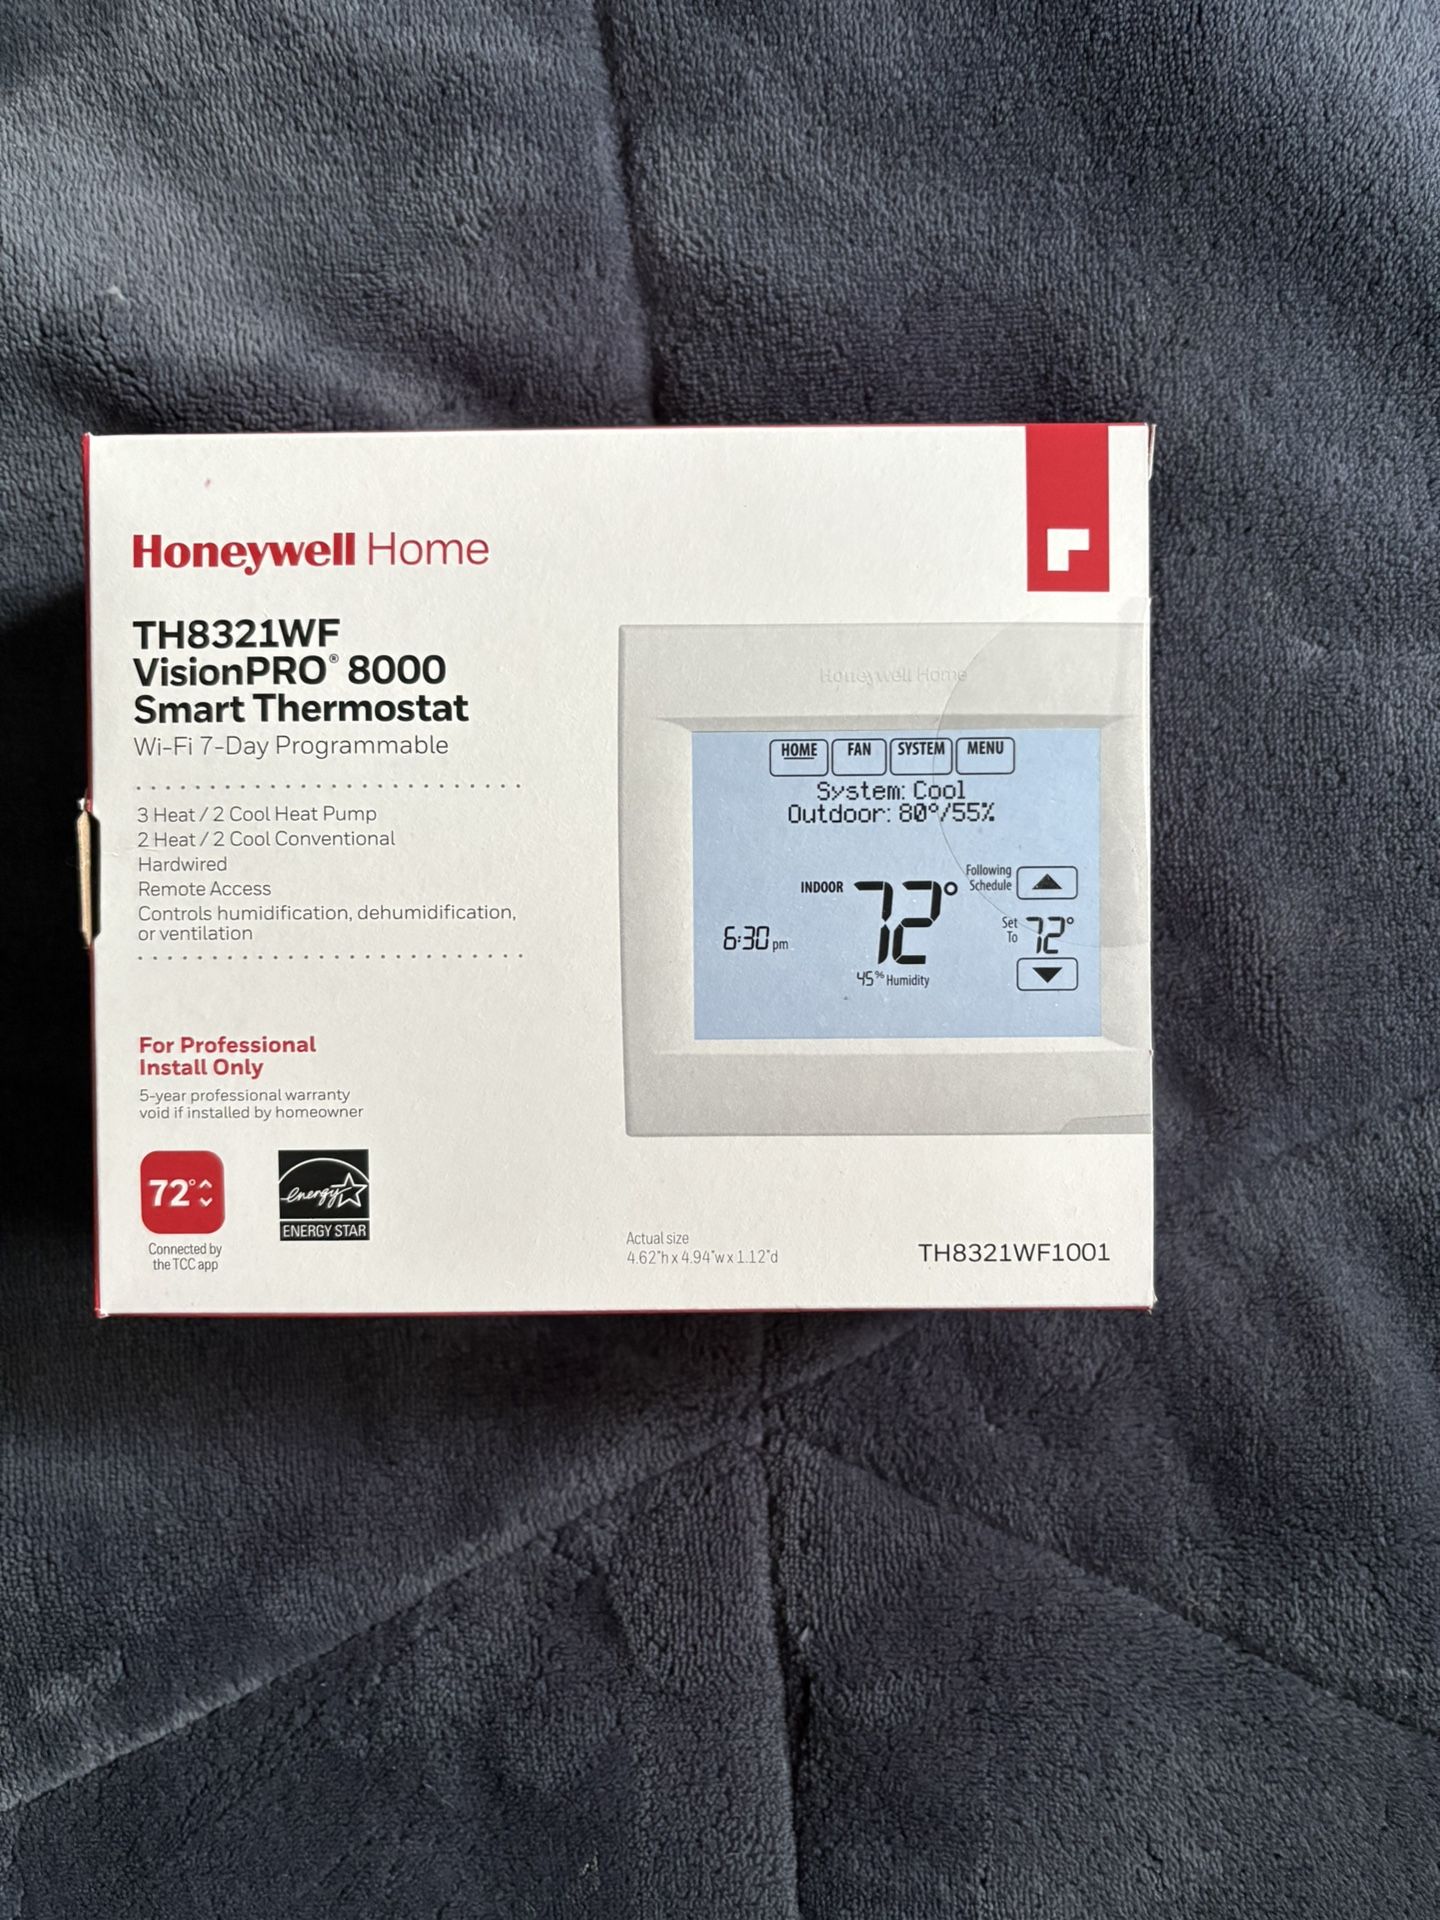 Honeywell Home
TH8321WF
VisionPRO® 8000
Smart Thermostat
Wi-Fi 7-Day Programmable
3 Heat / 2 Cool Heat Pump
2 Heat / 2 Cool Conventional
Hardwired
Remote Access
Controls humidification, dehumidification,
or ventilation
For Professional
Install Only
5-year professional warranty
void if installed by homeowner
72°
Connected by
the TCC app
energy
ENERGY STAR
Honeywell Home
HOME FAN SYSTEM MENU
System: Cool
Outdoor: 80°/55%
Following
Schedule
INDOOR 72°
Set
To 72°
6:30 pm
45% Humidity
Actual size
4.62"h x 4.94"w x 1.12"d
TH8321WF1001